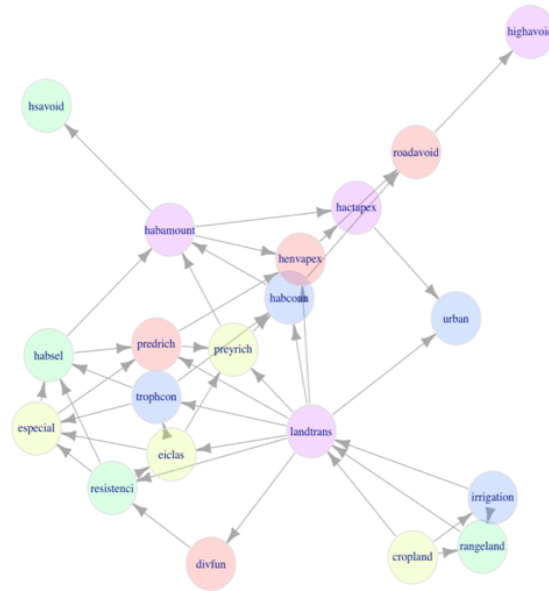 highavoid
hsavoid
roadavoid
hactapex
habamount
henvapex
habconn
urban
predrich
preyrich
habsel
trophcon
especial
landtrans
eiclas
resistenci
irrigation
rangeland
cropland
divfun